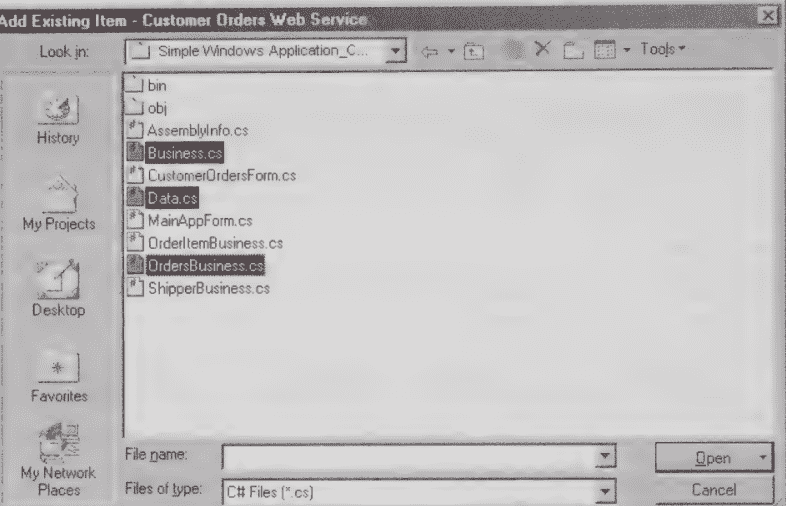 Add Existing Item - Customer Orders Web Service
Look in:
Simple Windows Application_C...
Tools
History
My Projects
Desktop
Favorites
My Network
Places
bin
obj
AssemblyInfo.cs
Business.cs
CustomerOrdersForm.cs
Data.cs
MainAppForm.cs
OrderItemBusiness.cs
OrdersBusiness.cs
ShipperBusiness.cs
File name:
Open
Files of type:
C# Files (*.cs)
Cancel